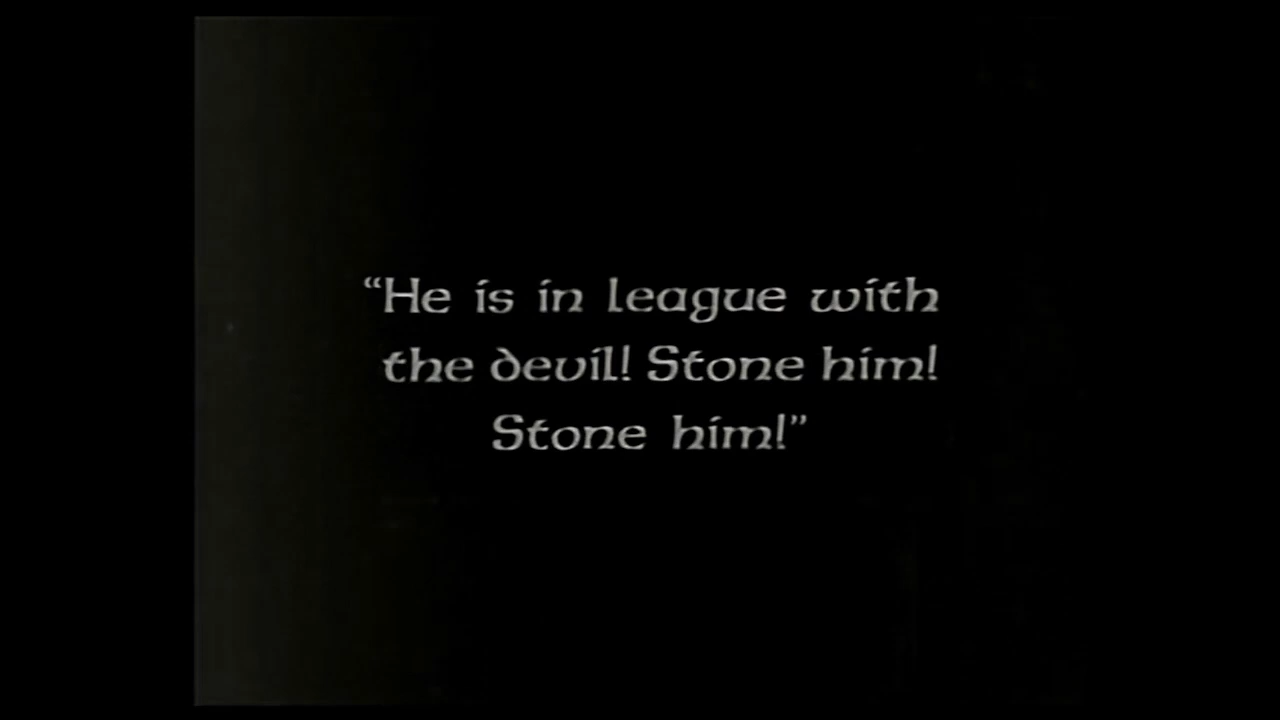 “He is in league with
the devil! Stone him!
Stone him!”